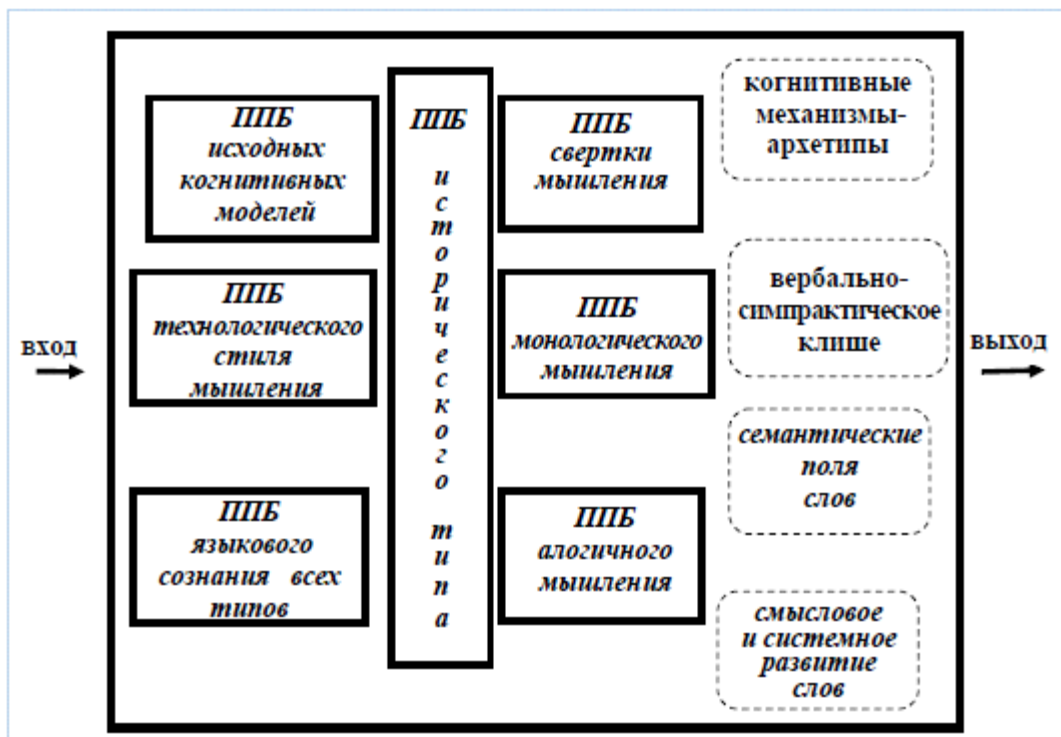 вход
ППБ
исходных
когнитивных
моделей
ППБ
технологического
стиля
мышления
ППБ
языкового
сознания всех
типов
ППБ
исторического
типа
ППБ
свертки
мышления
ППБ
монологического
мышления
ППБ
алогичного
мышления
когнитивные
механизмы-
архетипы
вербально-
симпрактическое
клише
семантические
поля
слов
смысловое
и системное
развитие
слов
выход